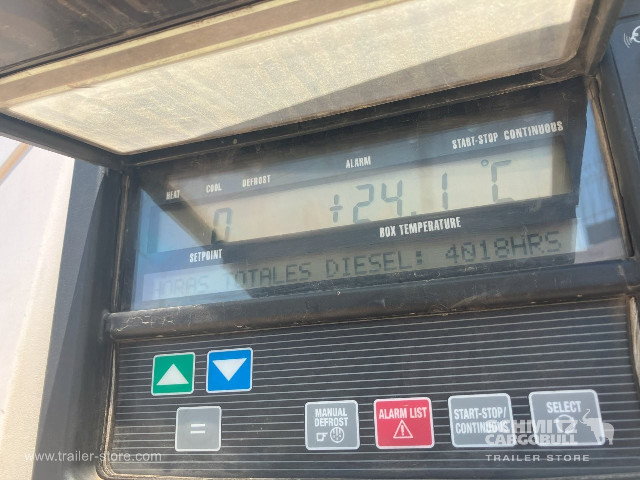 HEAT COOL DEFROST ALARM START-STOP CONTINUOUS
0 +24.1 °C
SETPOINT BOX TEMPERATURE
HORAS TOTALES DIESEL: 4018HRS
=
MANUAL DEFROST
ALARM LIST
START-STOP/ CONTINUOUS
SELECT
SCHMITZ
CARGOBULL
TRAILER STORE
www.trailer-store.com